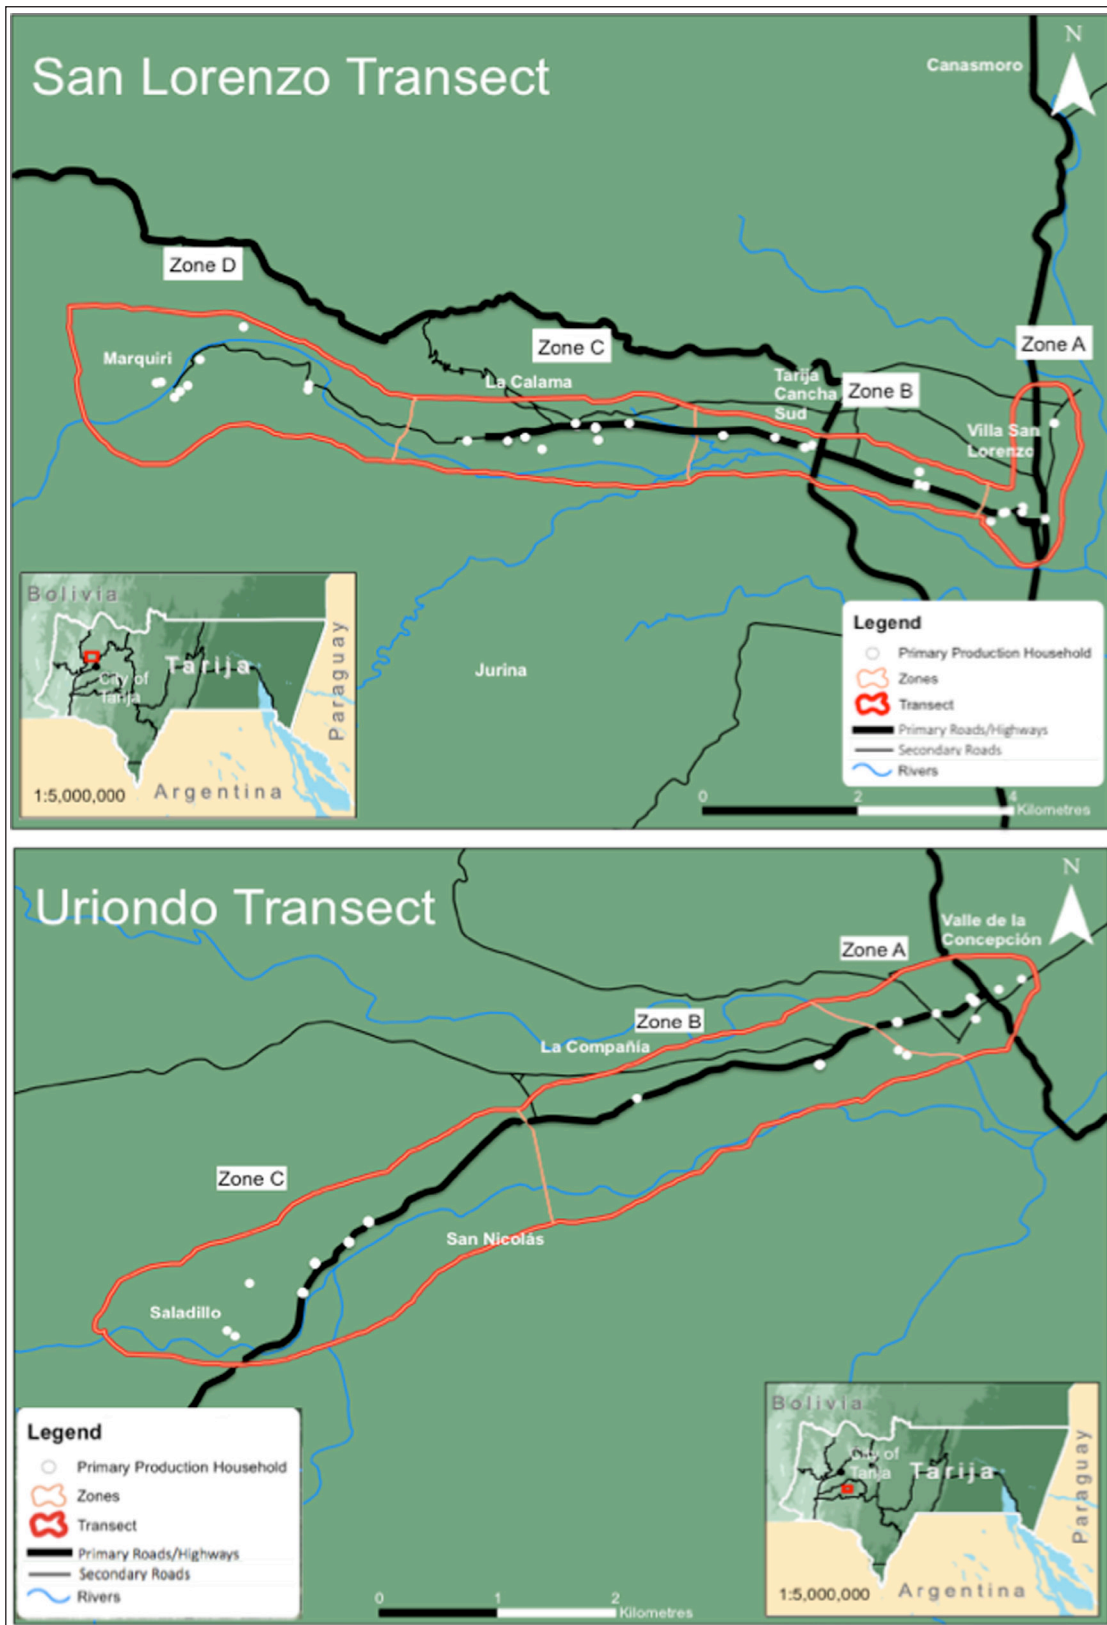 San Lorenzo Transect
N
Canasmoro
Zone D
Zone C
Zone A
Marquiri
La Calama
Tarija
Cancha
Sud
Zone B
Villa San
Lorenzo
Jurina
Bolivia
Tarija
City of
Tarija
Paraguay
Argentina
1:5,000,000
Legend
Primary Production Household
Zones
Transect
Primary Roads/Highways
Secondary Roads
Rivers
0 2 4
Kilometres
Uriondo Transect
N
Valle de la
Concepción
Zone A
Zone B
La Compañía
Zone C
San Nicolás
Saladillo
Legend
Primary Production Household
Zones
Transect
Primary Roads/Highways
Secondary Roads
Rivers
0 1 2
Kilometres
Bolivia
City of
Tarija
Tarija
Paraguay
Argentina
1:5,000,000